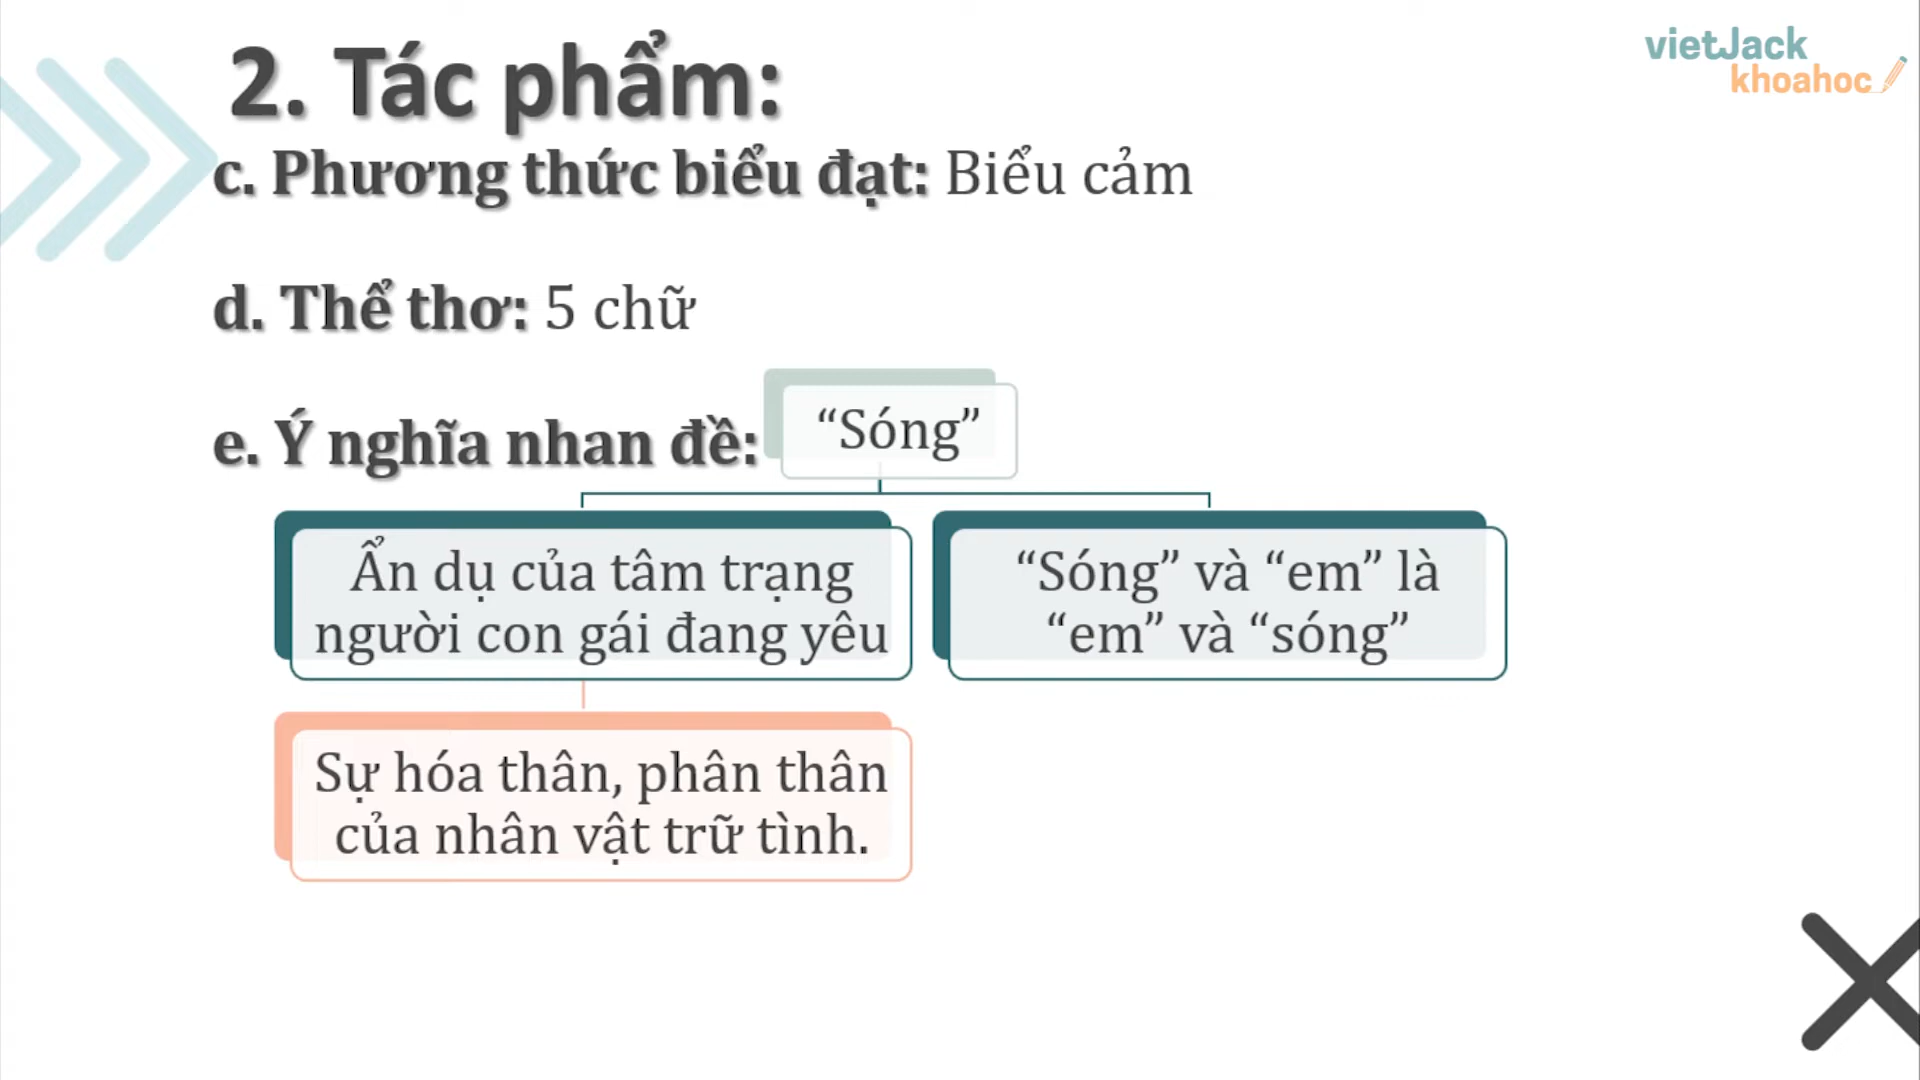 vietJack
khoahoc
2. Tác phẩm:
c. Phương thức biểu đạt: Biểu cảm
d. Thể thơ: 5 chữ
e. Ý nghĩa nhan đề:
“Sóng”
Ẩn dụ của tâm trạng
người con gái đang yêu
“Sóng” và “em” là
“em” và “sóng”
Sự hóa thân, phân thân
của nhân vật trữ tình.